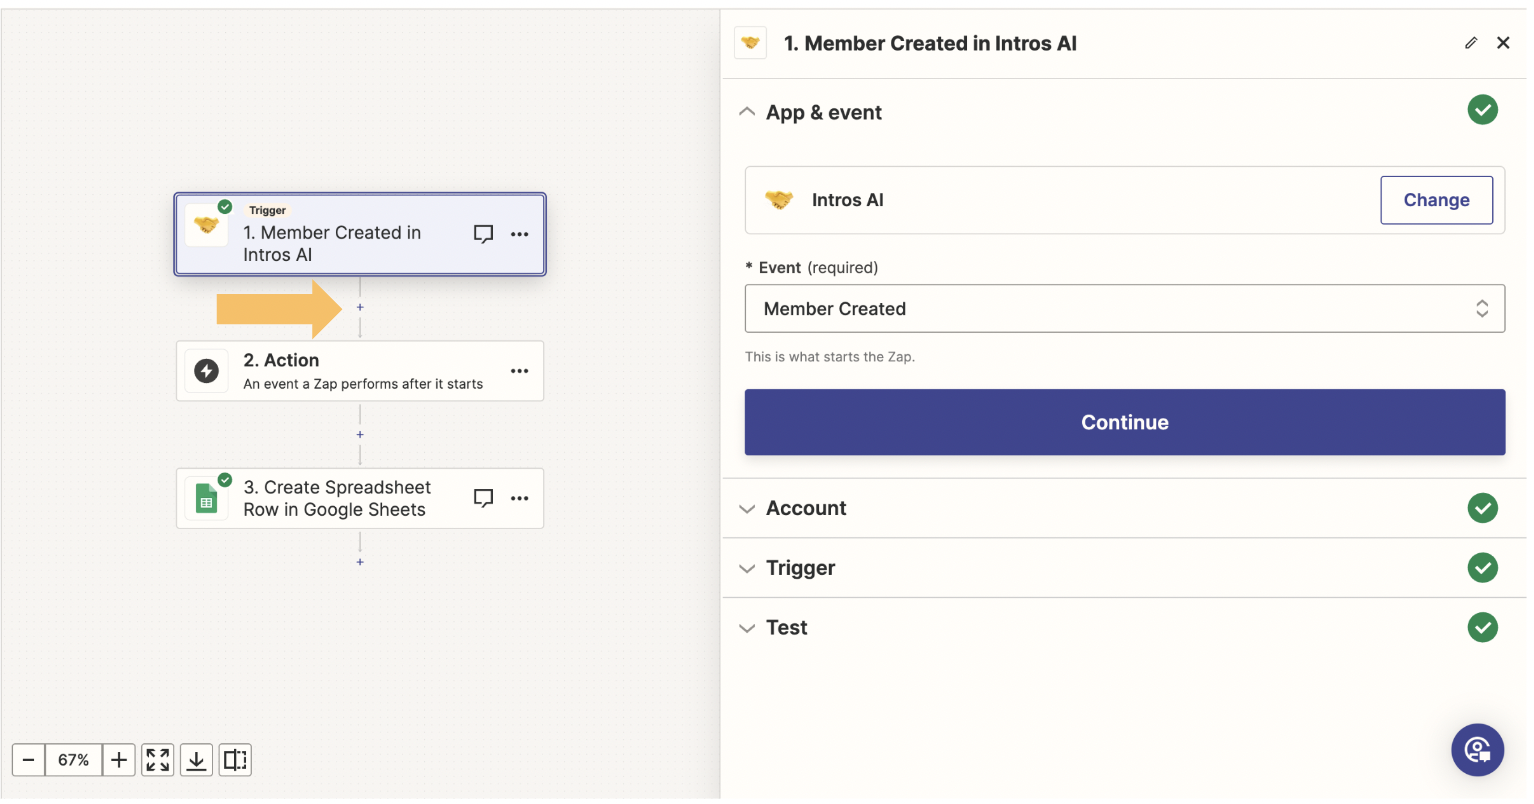 Trigger
1. Member Created in
Intros AI
+
2. Action
An event a Zap performs after it starts
+
3. Create Spreadsheet
Row in Google Sheets
+
67%
1. Member Created in Intros AI
App & event
Intros AI
Change
* Event (required)
Member Created
This is what starts the Zap.
Continue
Account
Trigger
Test